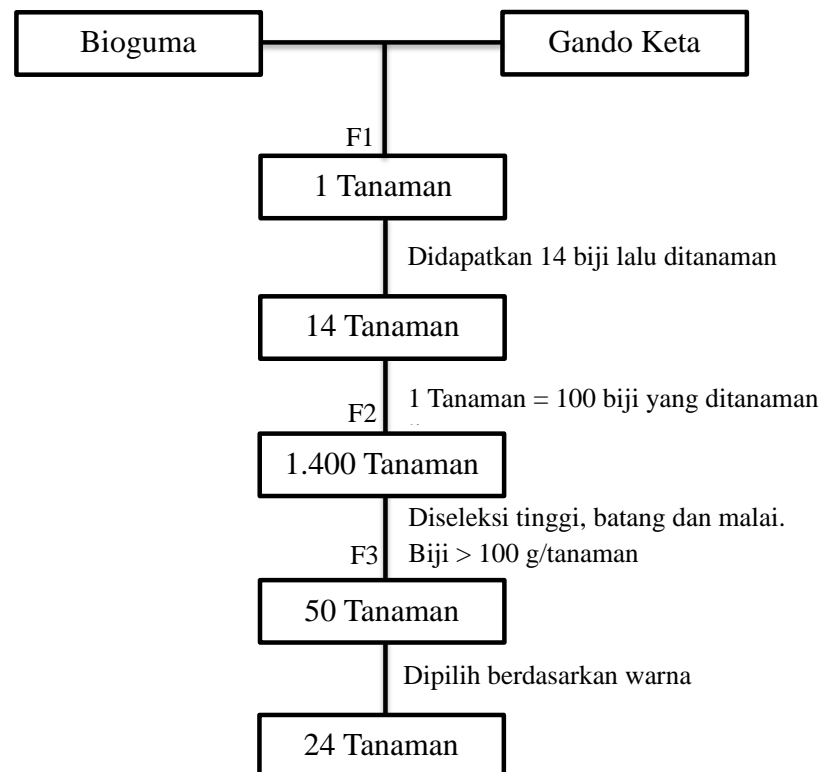 Bioguma
Gando Keta
F1
1 Tanaman
Didapatkan 14 biji lalu ditanaman
14 Tanaman
1 Tanaman = 100 biji yang ditanaman
F2
1.400 Tanaman
Diseleksi tinggi, batang dan malai.
F3
Biji > 100 g/tanaman
50 Tanaman
Dipilih berdasarkan warna
24 Tanaman